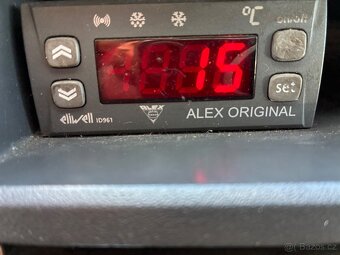 °C
on/off
15
set
eliwell ID961
ALEX
ALEX ORIGINAL
Bazos.cz